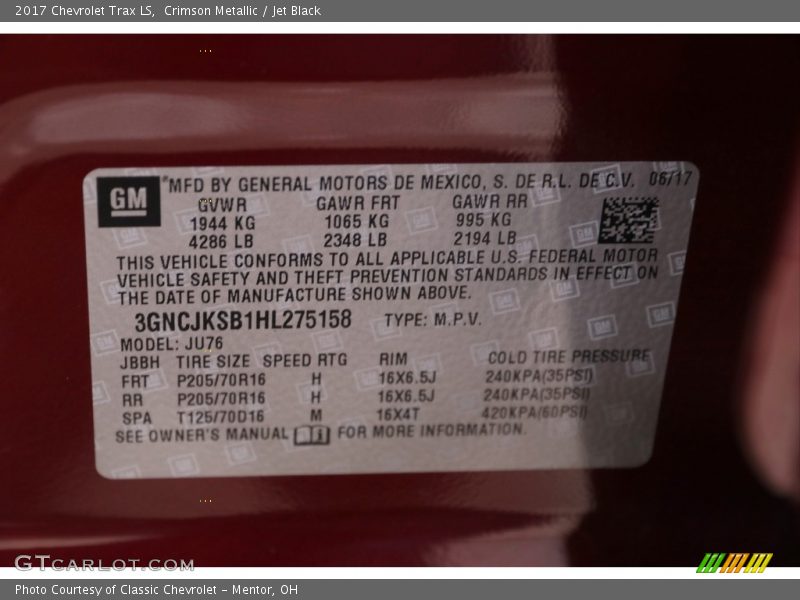 2017 Chevrolet Trax LS,  Crimson Metallic / Jet Black
GM
*MFD BY GENERAL MOTORS DE MEXICO, S. DE R.L. DE C.V. 06/17
GVWR GAWR FRT GAWR RR
1944 KG 1065 KG 995 KG
4286 LB 2348 LB 2194 LB
THIS VEHICLE CONFORMS TO ALL APPLICABLE U.S. FEDERAL MOTOR
VEHICLE SAFETY AND THEFT PREVENTION STANDARDS IN EFFECT ON
THE DATE OF MANUFACTURE SHOWN ABOVE.
3GNCJKSB1HL275158 TYPE: M.P.V.
MODEL: JU76
JBBH TIRE SIZE SPEED RTG RIM COLD TIRE PRESSURE
FRT P205/70R16 H 16X6.5J 240KPA(35PSI)
RR P205/70R16 H 16X6.5J 240KPA(35PSI)
SPA T125/70D16 M 16X4T 420KPA(60PSI)
SEE OWNER'S MANUAL FOR MORE INFORMATION.
GTCARLOT.COM
Photo Courtesy of Classic Chevrolet - Mentor, OH